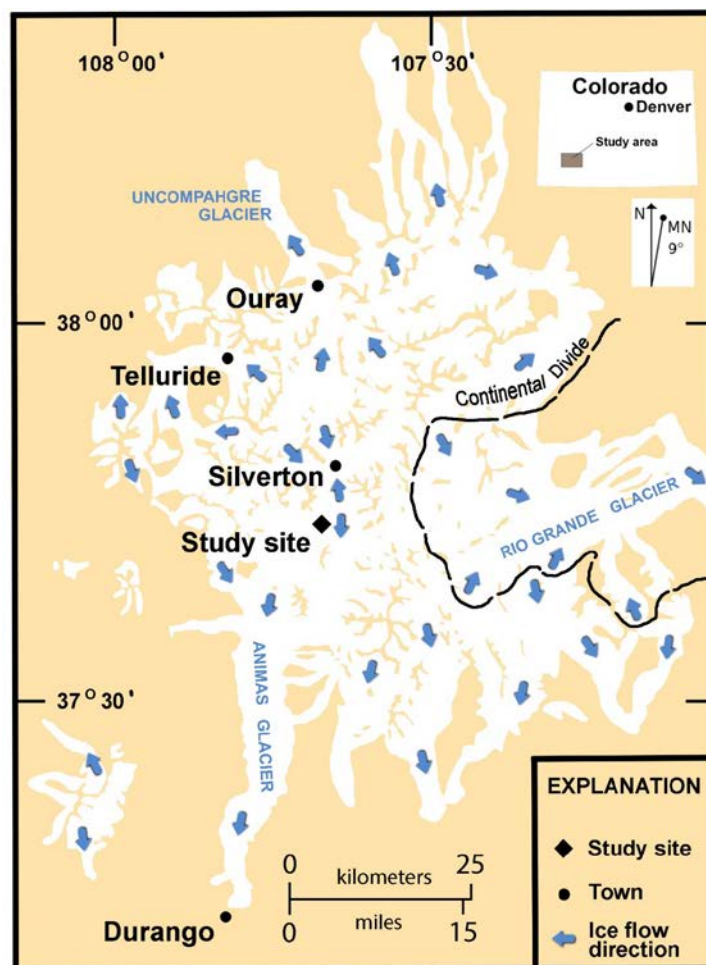 108°00'
107°30'
Colorado
Denver
Study area
N
MN
9°
UNCOMPAHGRE
GLACIER
Ouray
38°00'
Telluride
Continental Divide
Silverton
Study site
RIO GRANDE GLACIER
37°30'
ANIMAS GLACIER
EXPLANATION
Study site
Town
Ice flow
direction
0 25
kilometers
miles
0 15
Durango